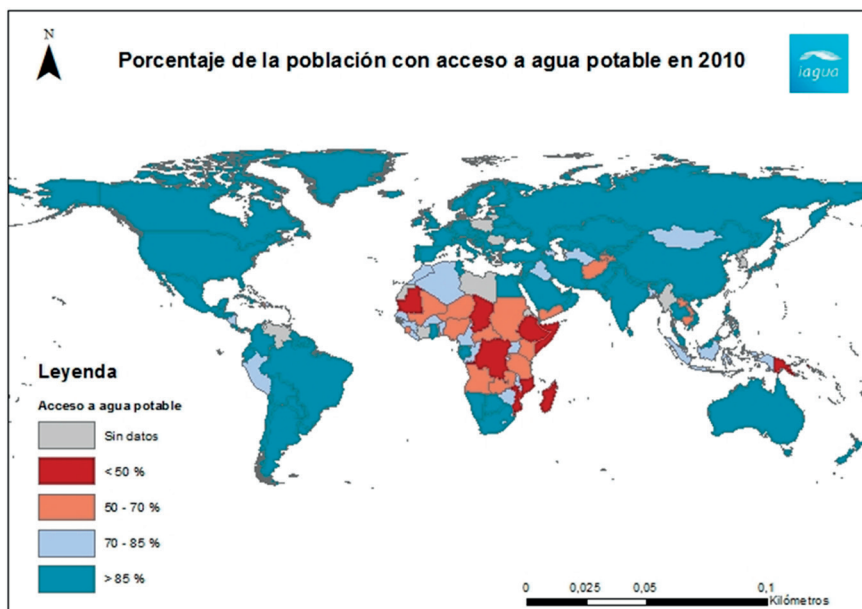 N
Porcentaje de la población con acceso a agua potable en 2010
iagua
Leyenda
Acceso a agua potable
Sin datos
< 50 %
50 - 70 %
70 - 85 %
> 85 %
0 0,025 0,05 0,1
Kilómetros